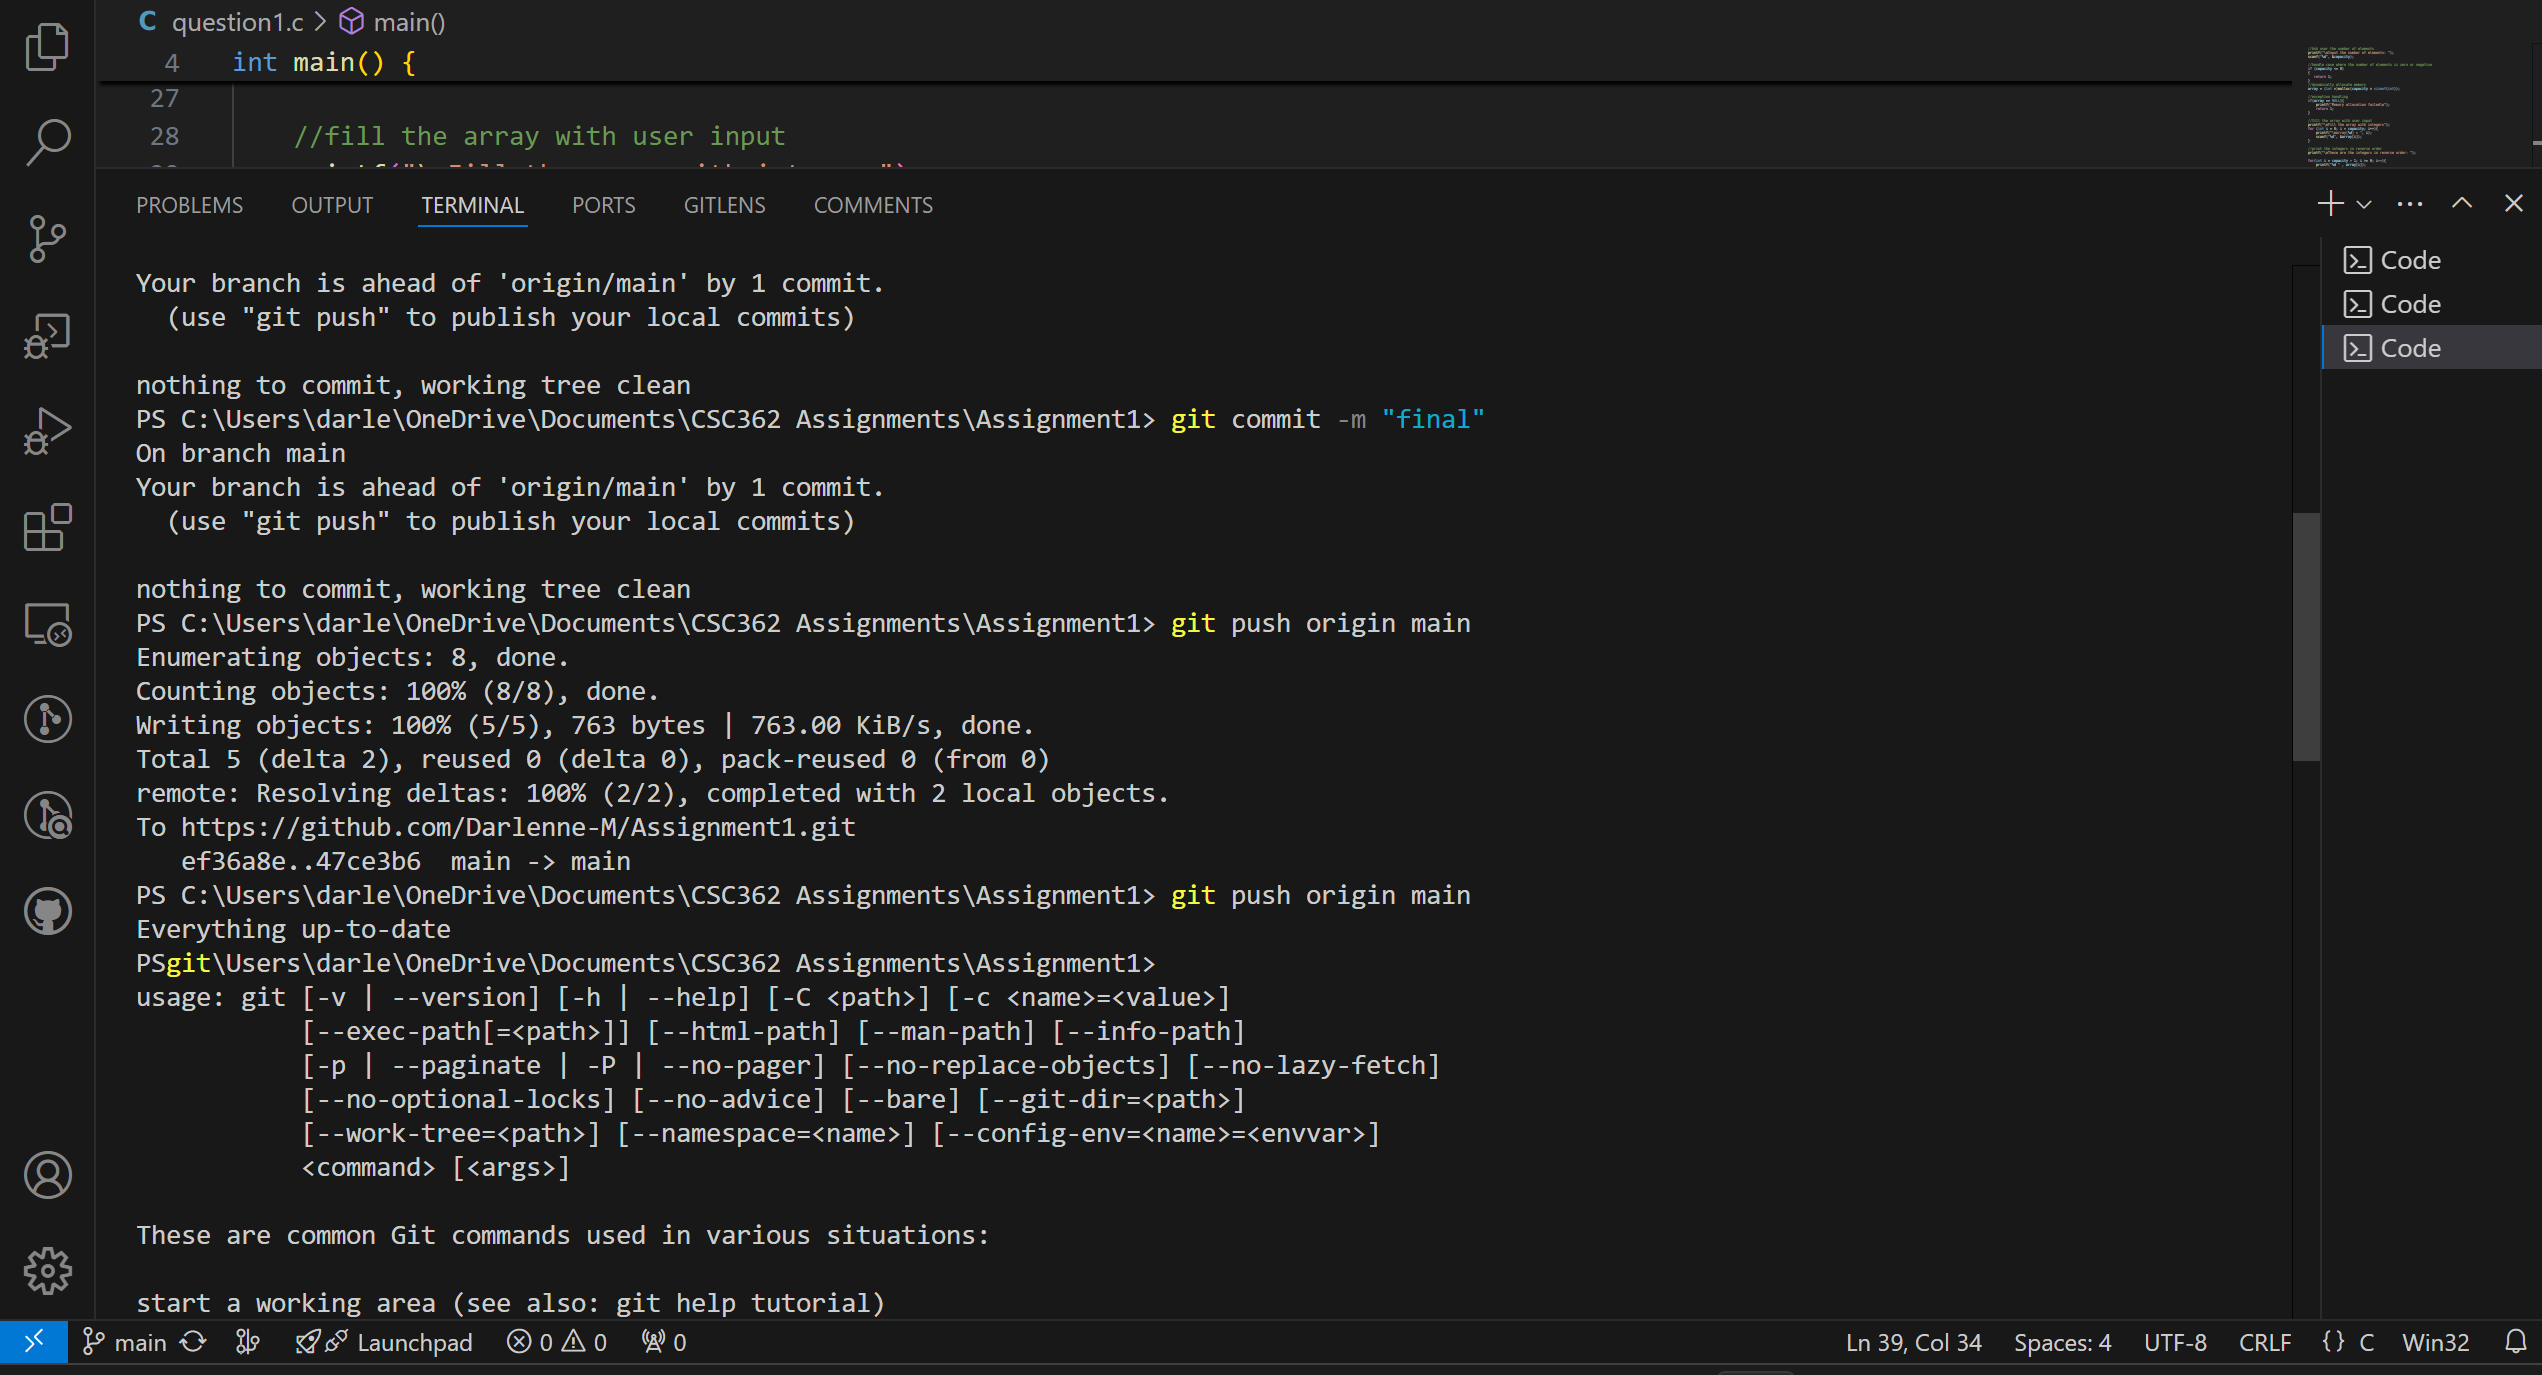 C question1.c > main()
4 int main() {
27
28 //fill the array with user input
PROBLEMS OUTPUT TERMINAL PORTS GITLENS COMMENTS
Code
Code
Code
Your branch is ahead of 'origin/main' by 1 commit.
(use "git push" to publish your local commits)
nothing to commit, working tree clean
PS C:\Users\darle\OneDrive\Documents\CSC362 Assignments\Assignment1> git commit -m "final"
On branch main
Your branch is ahead of 'origin/main' by 1 commit.
(use "git push" to publish your local commits)
nothing to commit, working tree clean
PS C:\Users\darle\OneDrive\Documents\CSC362 Assignments\Assignment1> git push origin main
Enumerating objects: 8, done.
Counting objects: 100% (8/8), done.
Writing objects: 100% (5/5), 763 bytes | 763.00 KiB/s, done.
Total 5 (delta 2), reused 0 (delta 0), pack-reused 0 (from 0)
remote: Resolving deltas: 100% (2/2), completed with 2 local objects.
To https://github.com/Darlenne-M/Assignment1.git
ef36a8e..47ce3b6 main -> main
PS C:\Users\darle\OneDrive\Documents\CSC362 Assignments\Assignment1> git push origin main
Everything up-to-date
PSgit\Users\darle\OneDrive\Documents\CSC362 Assignments\Assignment1>
usage: git [-v | --version] [-h | --help] [-C <path>] [-c <name>=<value>]
[--exec-path[=<path>]] [--html-path] [--man-path] [--info-path]
[-p | --paginate | -P | --no-pager] [--no-replace-objects] [--no-lazy-fetch]
[--no-optional-locks] [--no-advice] [--bare] [--git-dir=<path>]
[--work-tree=<path>] [--namespace=<name>] [--config-env=<name>=<envvar>]
<command> [<args>]
These are common Git commands used in various situations:
start a working area (see also: git help tutorial)
main Launchpad 0 0 0 Ln 39, Col 34 Spaces: 4 UTF-8 CRLF {} C Win32